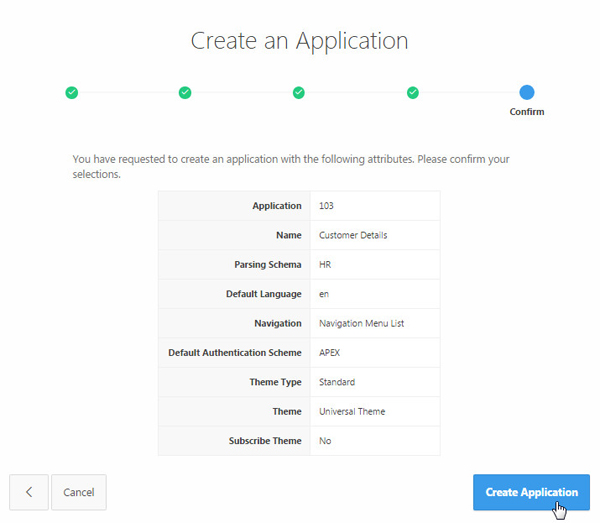 Create an Application
Confirm
You have requested to create an application with the following attributes. Please confirm your
selections.
Application 103
Name Customer Details
Parsing Schema HR
Default Language en
Navigation Navigation Menu List
Default Authentication Scheme APEX
Theme Type Standard
Theme Universal Theme
Subscribe Theme No
Cancel Create Application